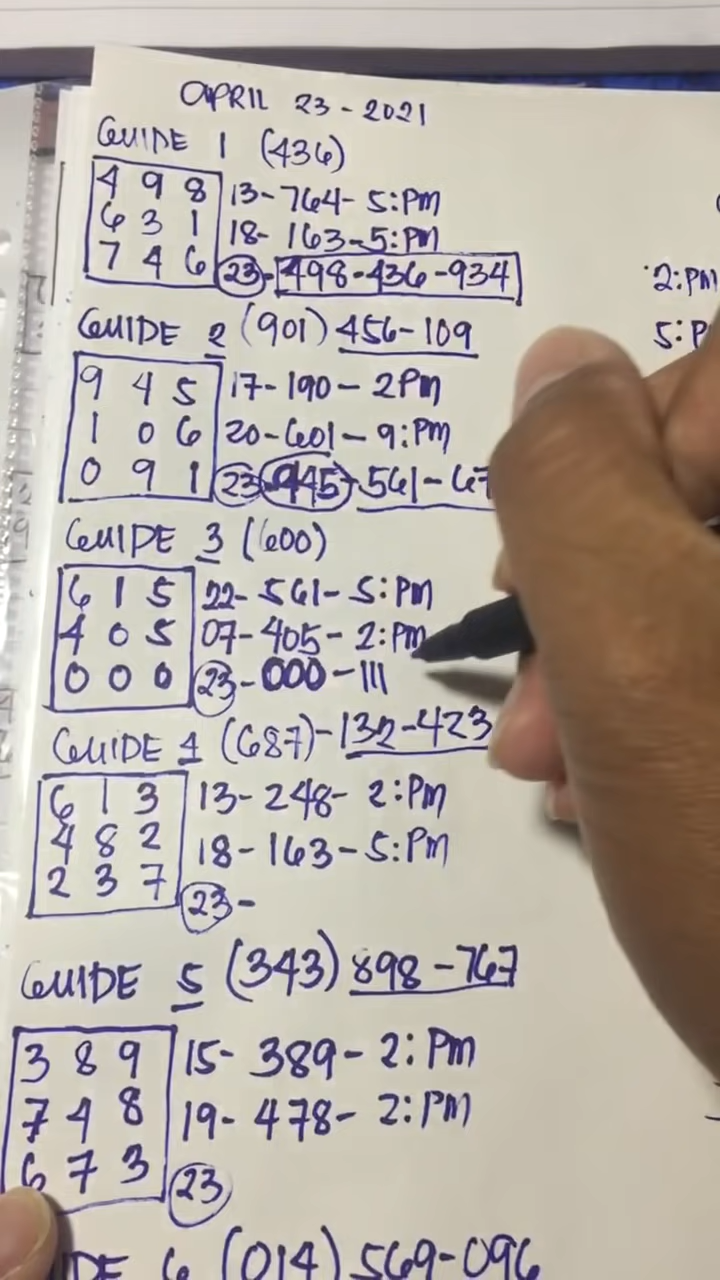 APRIL 23-2021
GUIDE 1 (436)
4 9 8 13-764-5:PM
6 3 1 18-163-5:PM
7 4 6 23-498-436-934
2:PM
GUIDE 2 (901) 456-109
5:P
9 4 5 17-190-2PM
1 0 6 20-601-9:PM
0 9 1 23-945-561-67
GUIDE 3 (600)
6 1 5 22-561-5:PM
4 0 5 07-405-2:PM
0 0 0 23-000-111
GUIDE 4 (687)-132-423
6 1 3 13-248-2:PM
4 8 2 18-163-5:PM
2 3 7 23-
GUIDE 5 (343) 898-767
3 8 9 15-389-2:PM
7 4 8 19-478-2:PM
6 7 3 23
DE 6 (014) 569-096